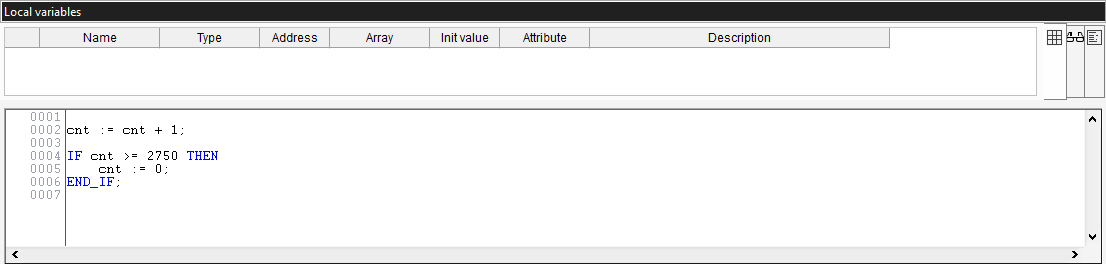 Local variables
Name Type Address Array Init value Attribute Description
0001
0002 cnt := cnt + 1;
0003
0004 IF cnt >= 2750 THEN
0005     cnt := 0;
0006 END_IF;
0007